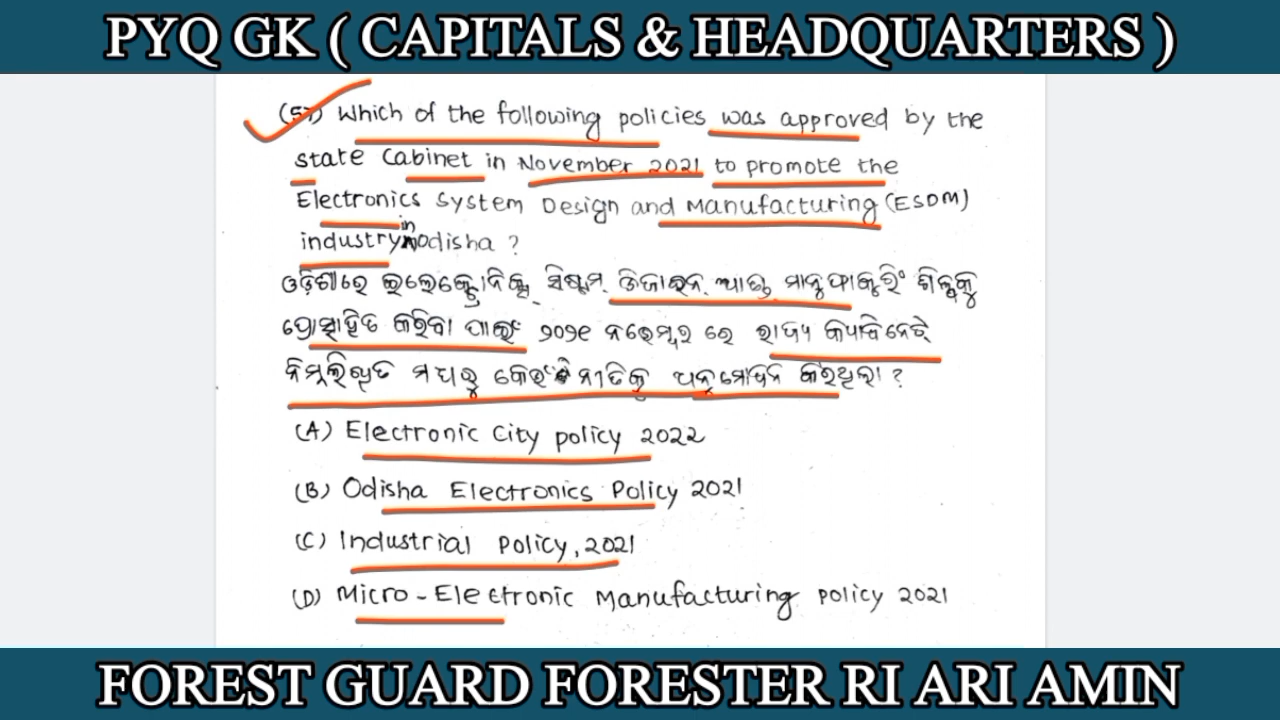 PYQ GK ( CAPITALS & HEADQUARTERS )
(57) Which of the following policies was approved by the
state Cabinet in November 2021 to promote the
Electronics System Design and Manufacturing (ESDM)
industry in odisha ?
ଓଡ଼ିଶାରେ ଇଲେକ୍ଟ୍ରୋନିକ୍ସ ସିଷ୍ଟମ୍ ଡିଜାଇନ୍ ଆଣ୍ଡ ମାନୁଫାକ୍ଚରିଂ ଶିଳ୍ପକୁ
ପ୍ରୋତ୍ସାହିତ କରିବା ପାଇଁ ୨୦୨୧ ନଭେମ୍ବର ରେ ରାଜ୍ୟ କ୍ୟାବିନେଟ୍
ନିମ୍ନଲିଖିତ ମଧ୍ୟରୁ କେଉଁ ନୀତିକୁ ଅନୁମୋଦନ କରିଥିଲା ?
(A) Electronic City policy 2022
(B) Odisha Electronics Policy 2021
(C) Industrial Policy, 2021
(D) Micro - Electronic Manufacturing policy 2021
FOREST GUARD FORESTER RI ARI AMIN